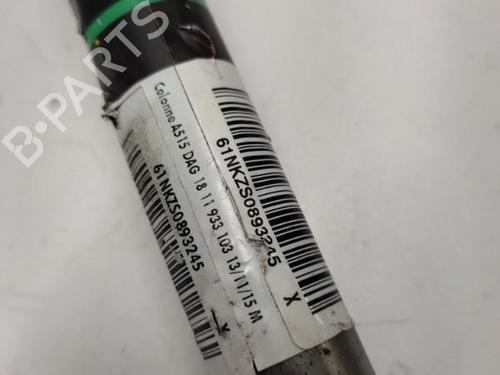 B-PARTS
61NKZS0893245 X
Colonne A515 DAG 18 11 933 103 13/11/15 M
61NKZS0893245